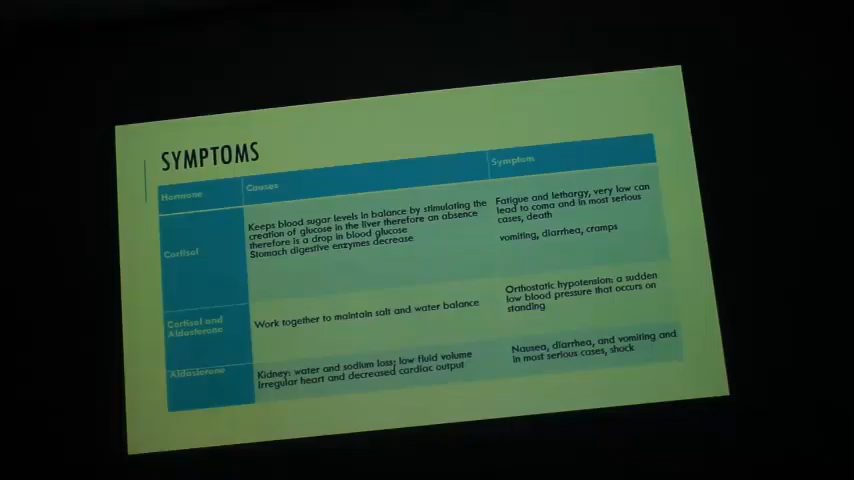 SYMPTOMS
Hormone
Causes
Symptom
Cortisol
Keeps blood sugar levels in balance by stimulating the
creation of glucose in the liver therefore an absence
therefore is a drop in blood glucose
Stomach digestive enzymes decrease
Fatigue and lethargy, very low can
lead to coma and in most serious
cases, death
vomiting, diarrhea, cramps
Cortisol and
Aldosterone
Work together to maintain salt and water balance
Orthostatic hypotension: a sudden
low blood pressure that occurs on
standing
Aldosterone
Kidney: water and sodium loss; low fluid volume
Irregular heart and decreased cardiac output
Nausea, diarrhea, and vomiting and
in most serious cases, shock